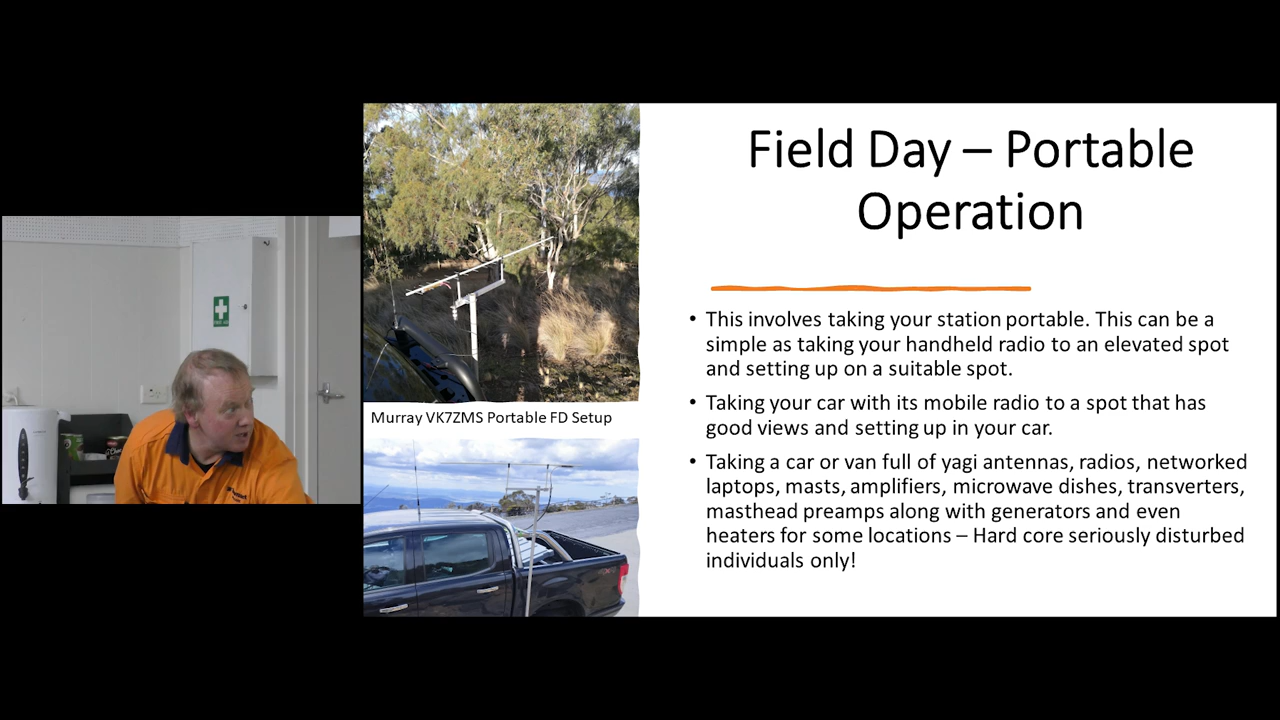 Field Day – Portable
Operation
• This involves taking your station portable. This can be a
simple as taking your handheld radio to an elevated spot
and setting up on a suitable spot.
• Taking your car with its mobile radio to a spot that has
good views and setting up in your car.
• Taking a car or van full of yagi antennas, radios, networked
laptops, masts, amplifiers, microwave dishes, transverters,
masthead preamps along with generators and even
heaters for some locations – Hard core seriously disturbed
individuals only!
Murray VK7ZMS Portable FD Setup